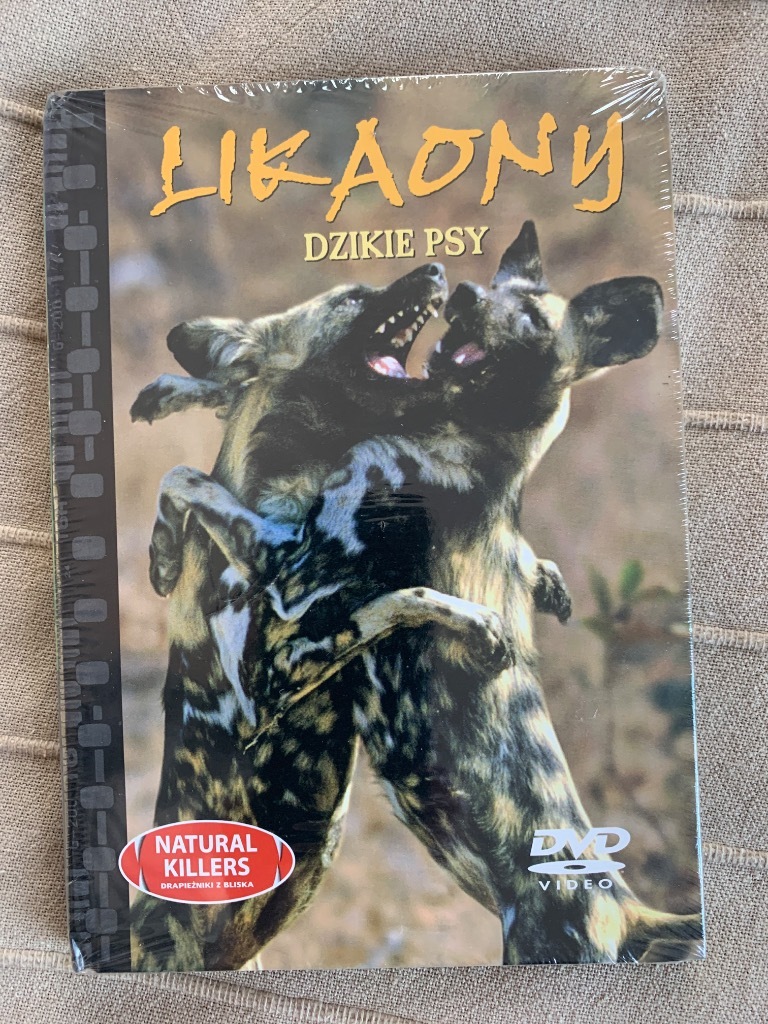 LIKAONY
DZIKIE PSY
NATURAL
KILLERS
DRAPIEŻNIKI Z BLISKA
DVD
VIDEO